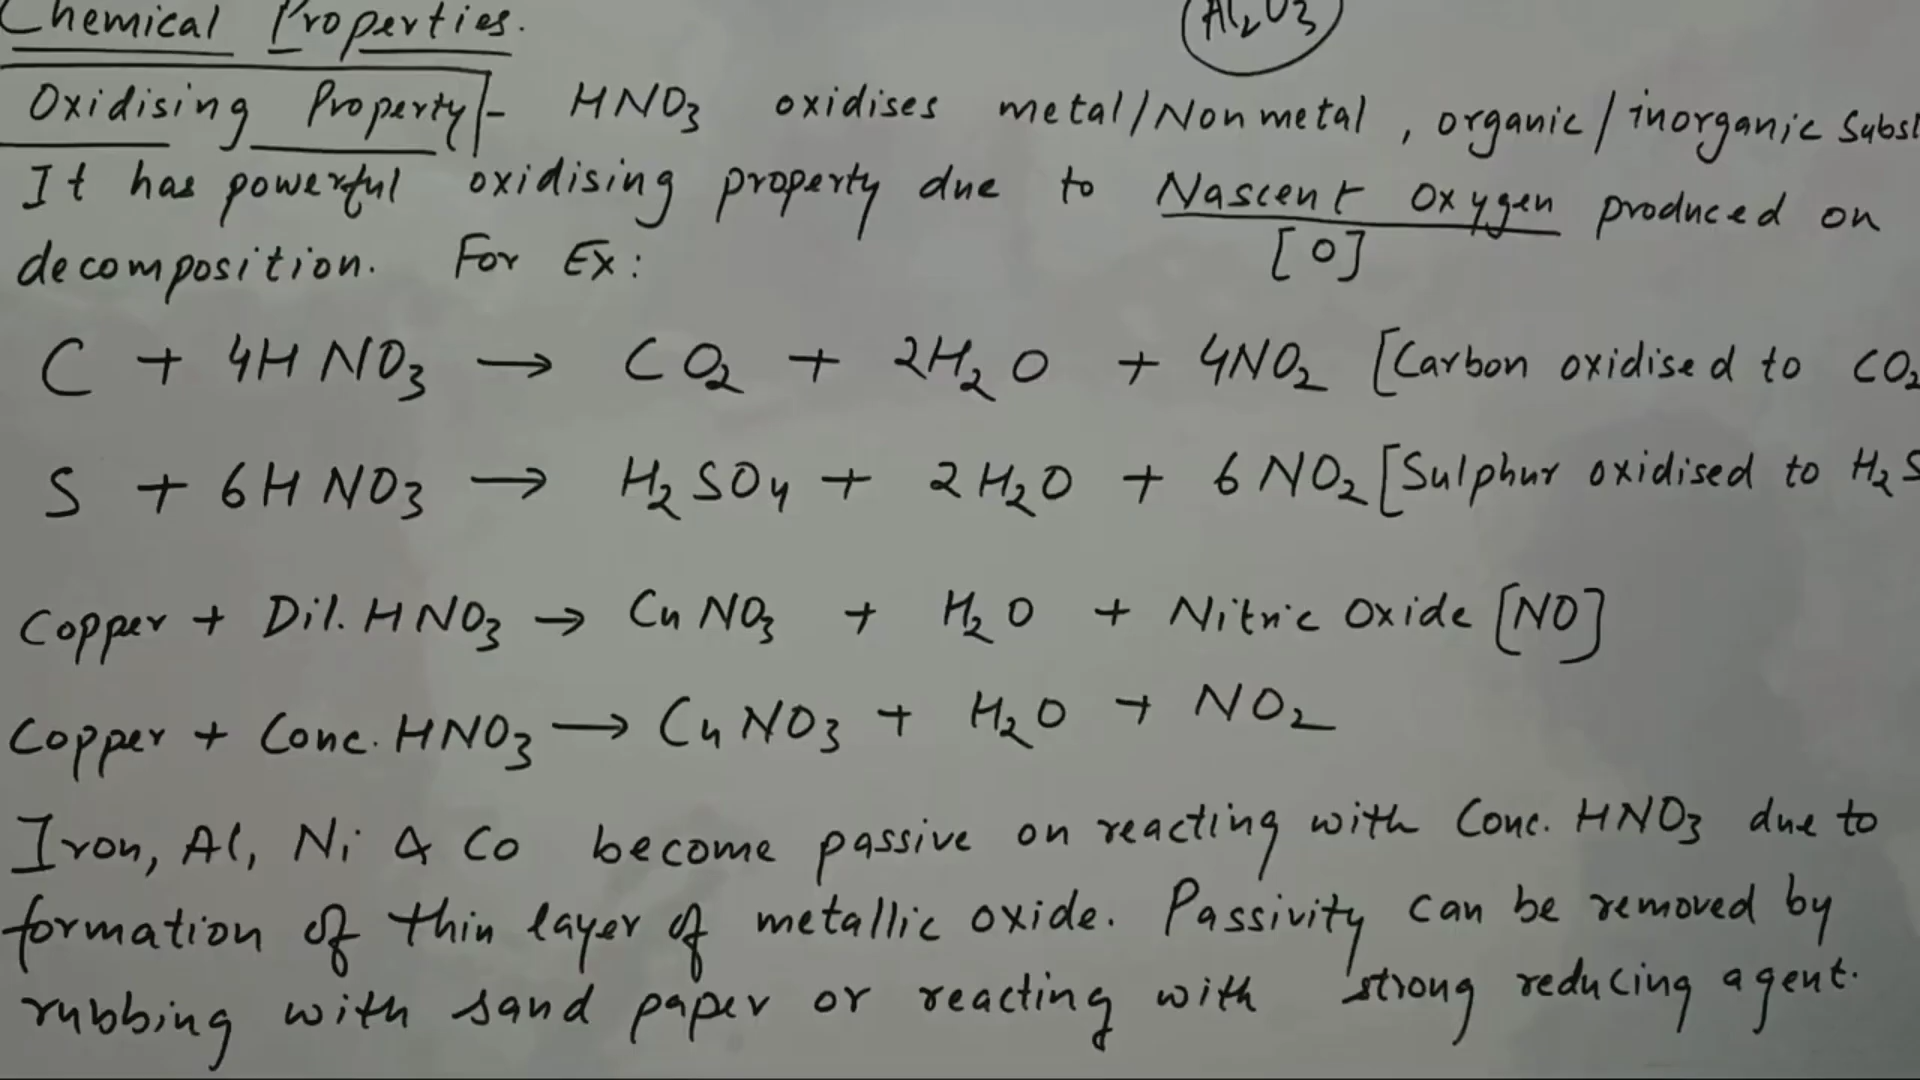 Chemical Properties.
Al2O3
Oxidising Property - HNO3 oxidises metal/Nonmetal, organic/inorganic Subst
It has powerful oxidising property due to Nascent Oxygen produced on
[O]
decomposition. For Ex:
C + 4HNO3 → CO2 + 2H2O + 4NO2 [Carbon oxidised to CO2
S + 6HNO3 → H2SO4 + 2H2O + 6NO2 [Sulphur oxidised to H2S
Copper + Dil. HNO3 → CuNO3 + H2O + Nitric Oxide [NO]
Copper + Conc. HNO3 → CuNO3 + H2O + NO2
Iron, Al, Ni & Co become passive on reacting with Conc. HNO3 due to
formation of thin layer of metallic oxide. Passivity can be removed by
rubbing with sand paper or reacting with strong reducing agent.